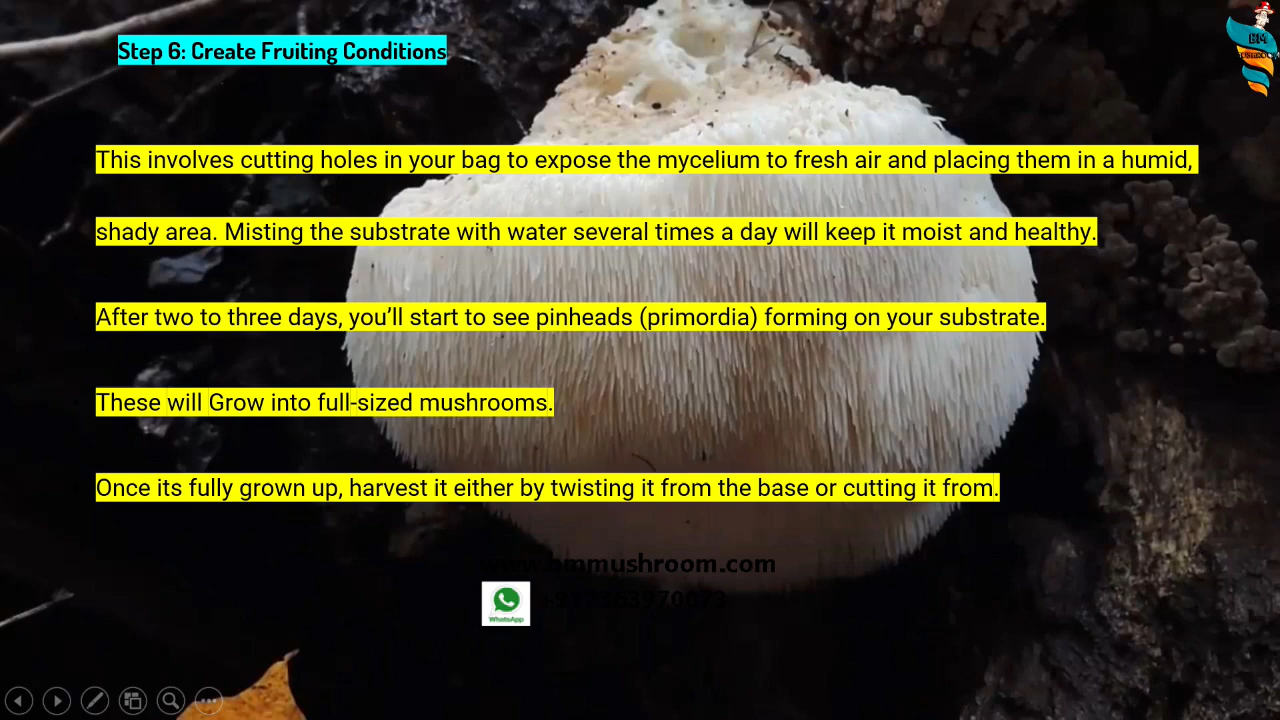 Step 6: Create Fruiting Conditions
This involves cutting holes in your bag to expose the mycelium to fresh air and placing them in a humid,
shady area. Misting the substrate with water several times a day will keep it moist and healthy.
After two to three days, you’ll start to see pinheads (primordia) forming on your substrate.
These will Grow into full-sized mushrooms.
Once its fully grown up, harvest it either by twisting it from the base or cutting it from.
www.bmmushroom.com
WhatsApp